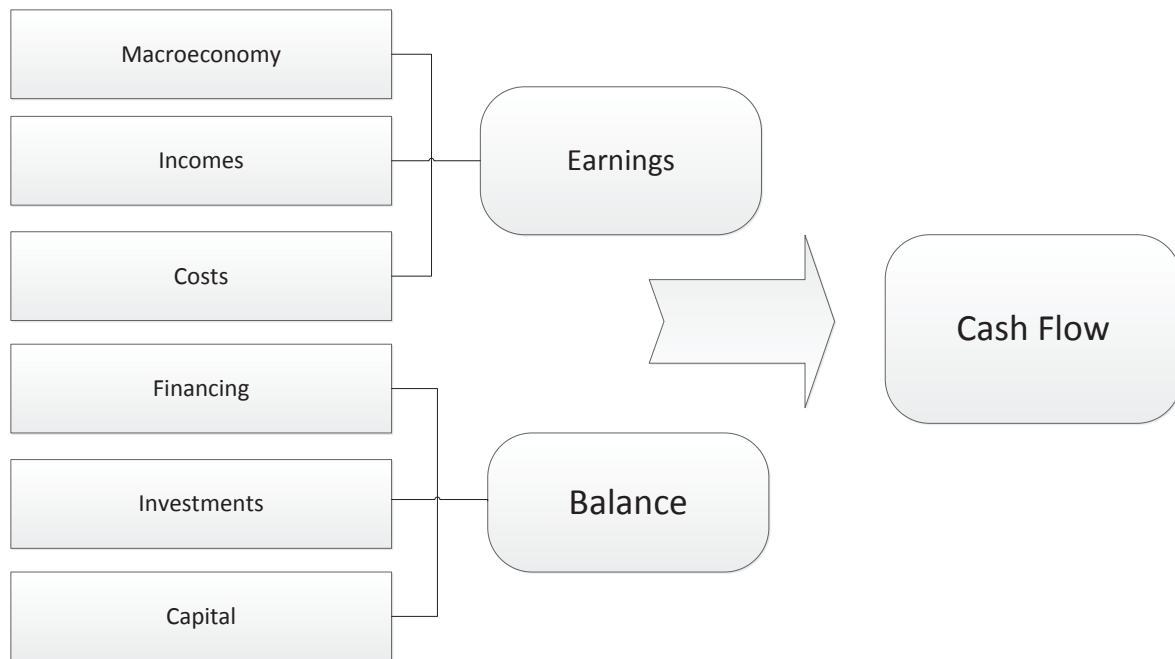 Macroeconomy
Incomes
Costs
Earnings
Financing
Investments
Capital
Balance
Cash Flow